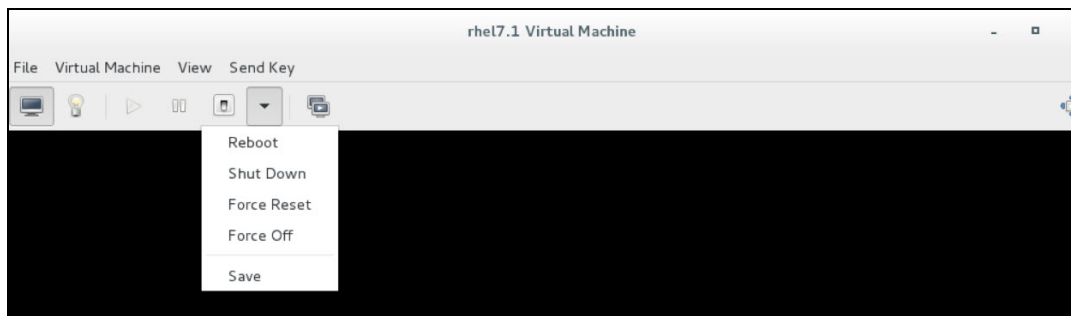 rhel7.1 Virtual Machine
File Virtual Machine View Send Key
Reboot
Shut Down
Force Reset
Force Off
Save